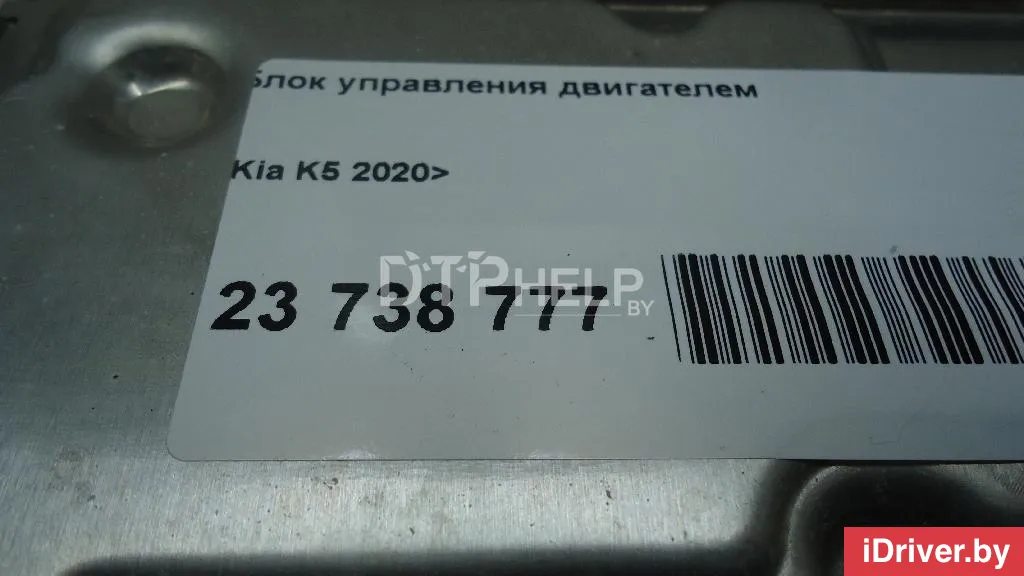 Блок управления двигателем
Kia K5 2020>
DTPHELP.BY
23 738 777
iDriver.by